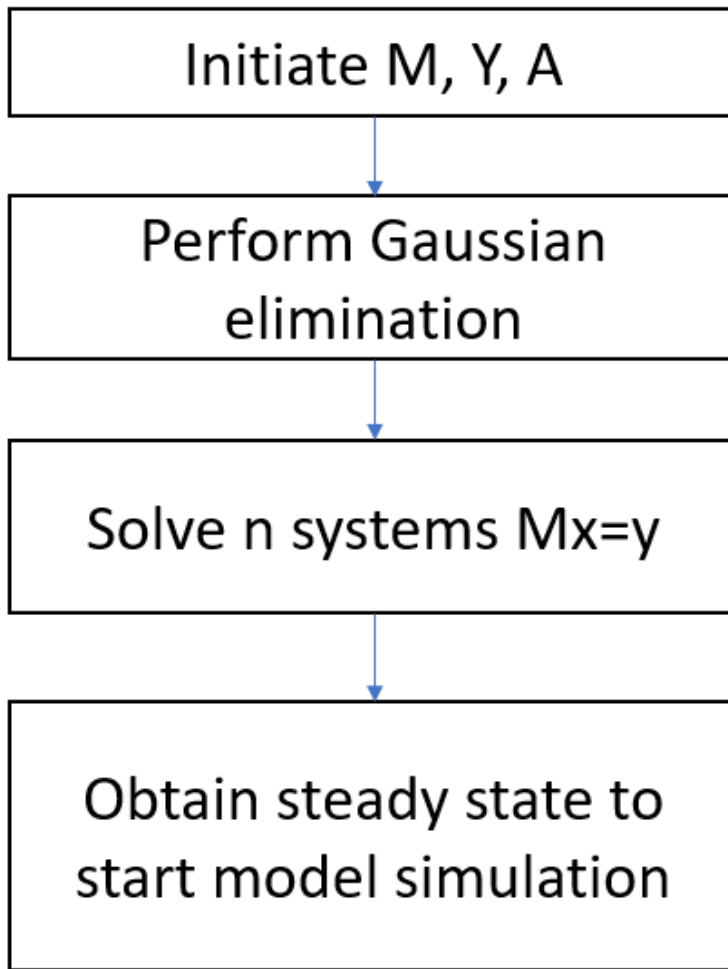 Initiate M, Y, A
Perform Gaussian
elimination
Solve n systems Mx=y
Obtain steady state to
start model simulation